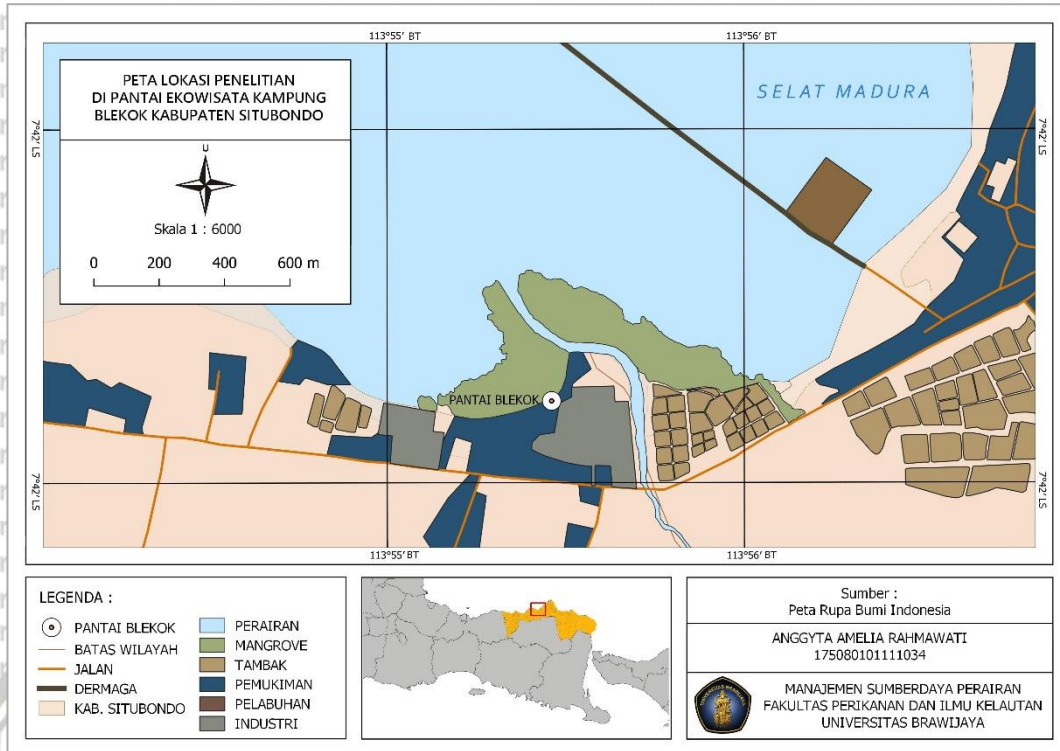 113°55' BT
113°56' BT
PETA LOKASI PENELITIAN
DI PANTAI EKOWISATA KAMPUNG
BLEKOK KABUPATEN SITUBONDO
U
Skala 1 : 6000
0 200 400 600 m
SELAT MADURA
7°42' LS
7°42' LS
PANTAI BLEKOK
7°42' LS
7°42' LS
113°55' BT
113°56' BT
LEGENDA :
PANTAI BLEKOK
BATAS WILAYAH
JALAN
DERMAGA
KAB. SITUBONDO
PERAIRAN
MANGROVE
TAMBAK
PEMUKIMAN
PELABUHAN
INDUSTRI
Sumber :
Peta Rupa Bumi Indonesia
ANGGYTA AMELIA RAHMAWATI
175080101111034
MANAJEMEN SUMBERDAYA PERAIRAN
FAKULTAS PERIKANAN DAN ILMU KELAUTAN
UNIVERSITAS BRAWIJAYA